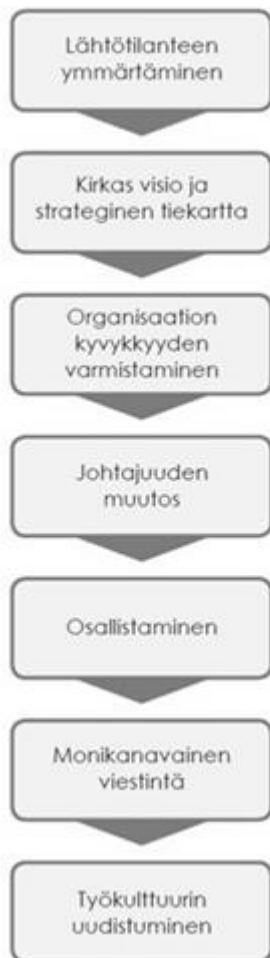 Lähtötilanteen
ymmärtäminen
Kirkas visio ja
strateginen tiekartta
Organisaation
kyvykkyyden
varmistaminen
Johtajuuden
muutos
Osallistaminen
Monikanavainen
viestintä
Työkulttuurin
uudistuminen